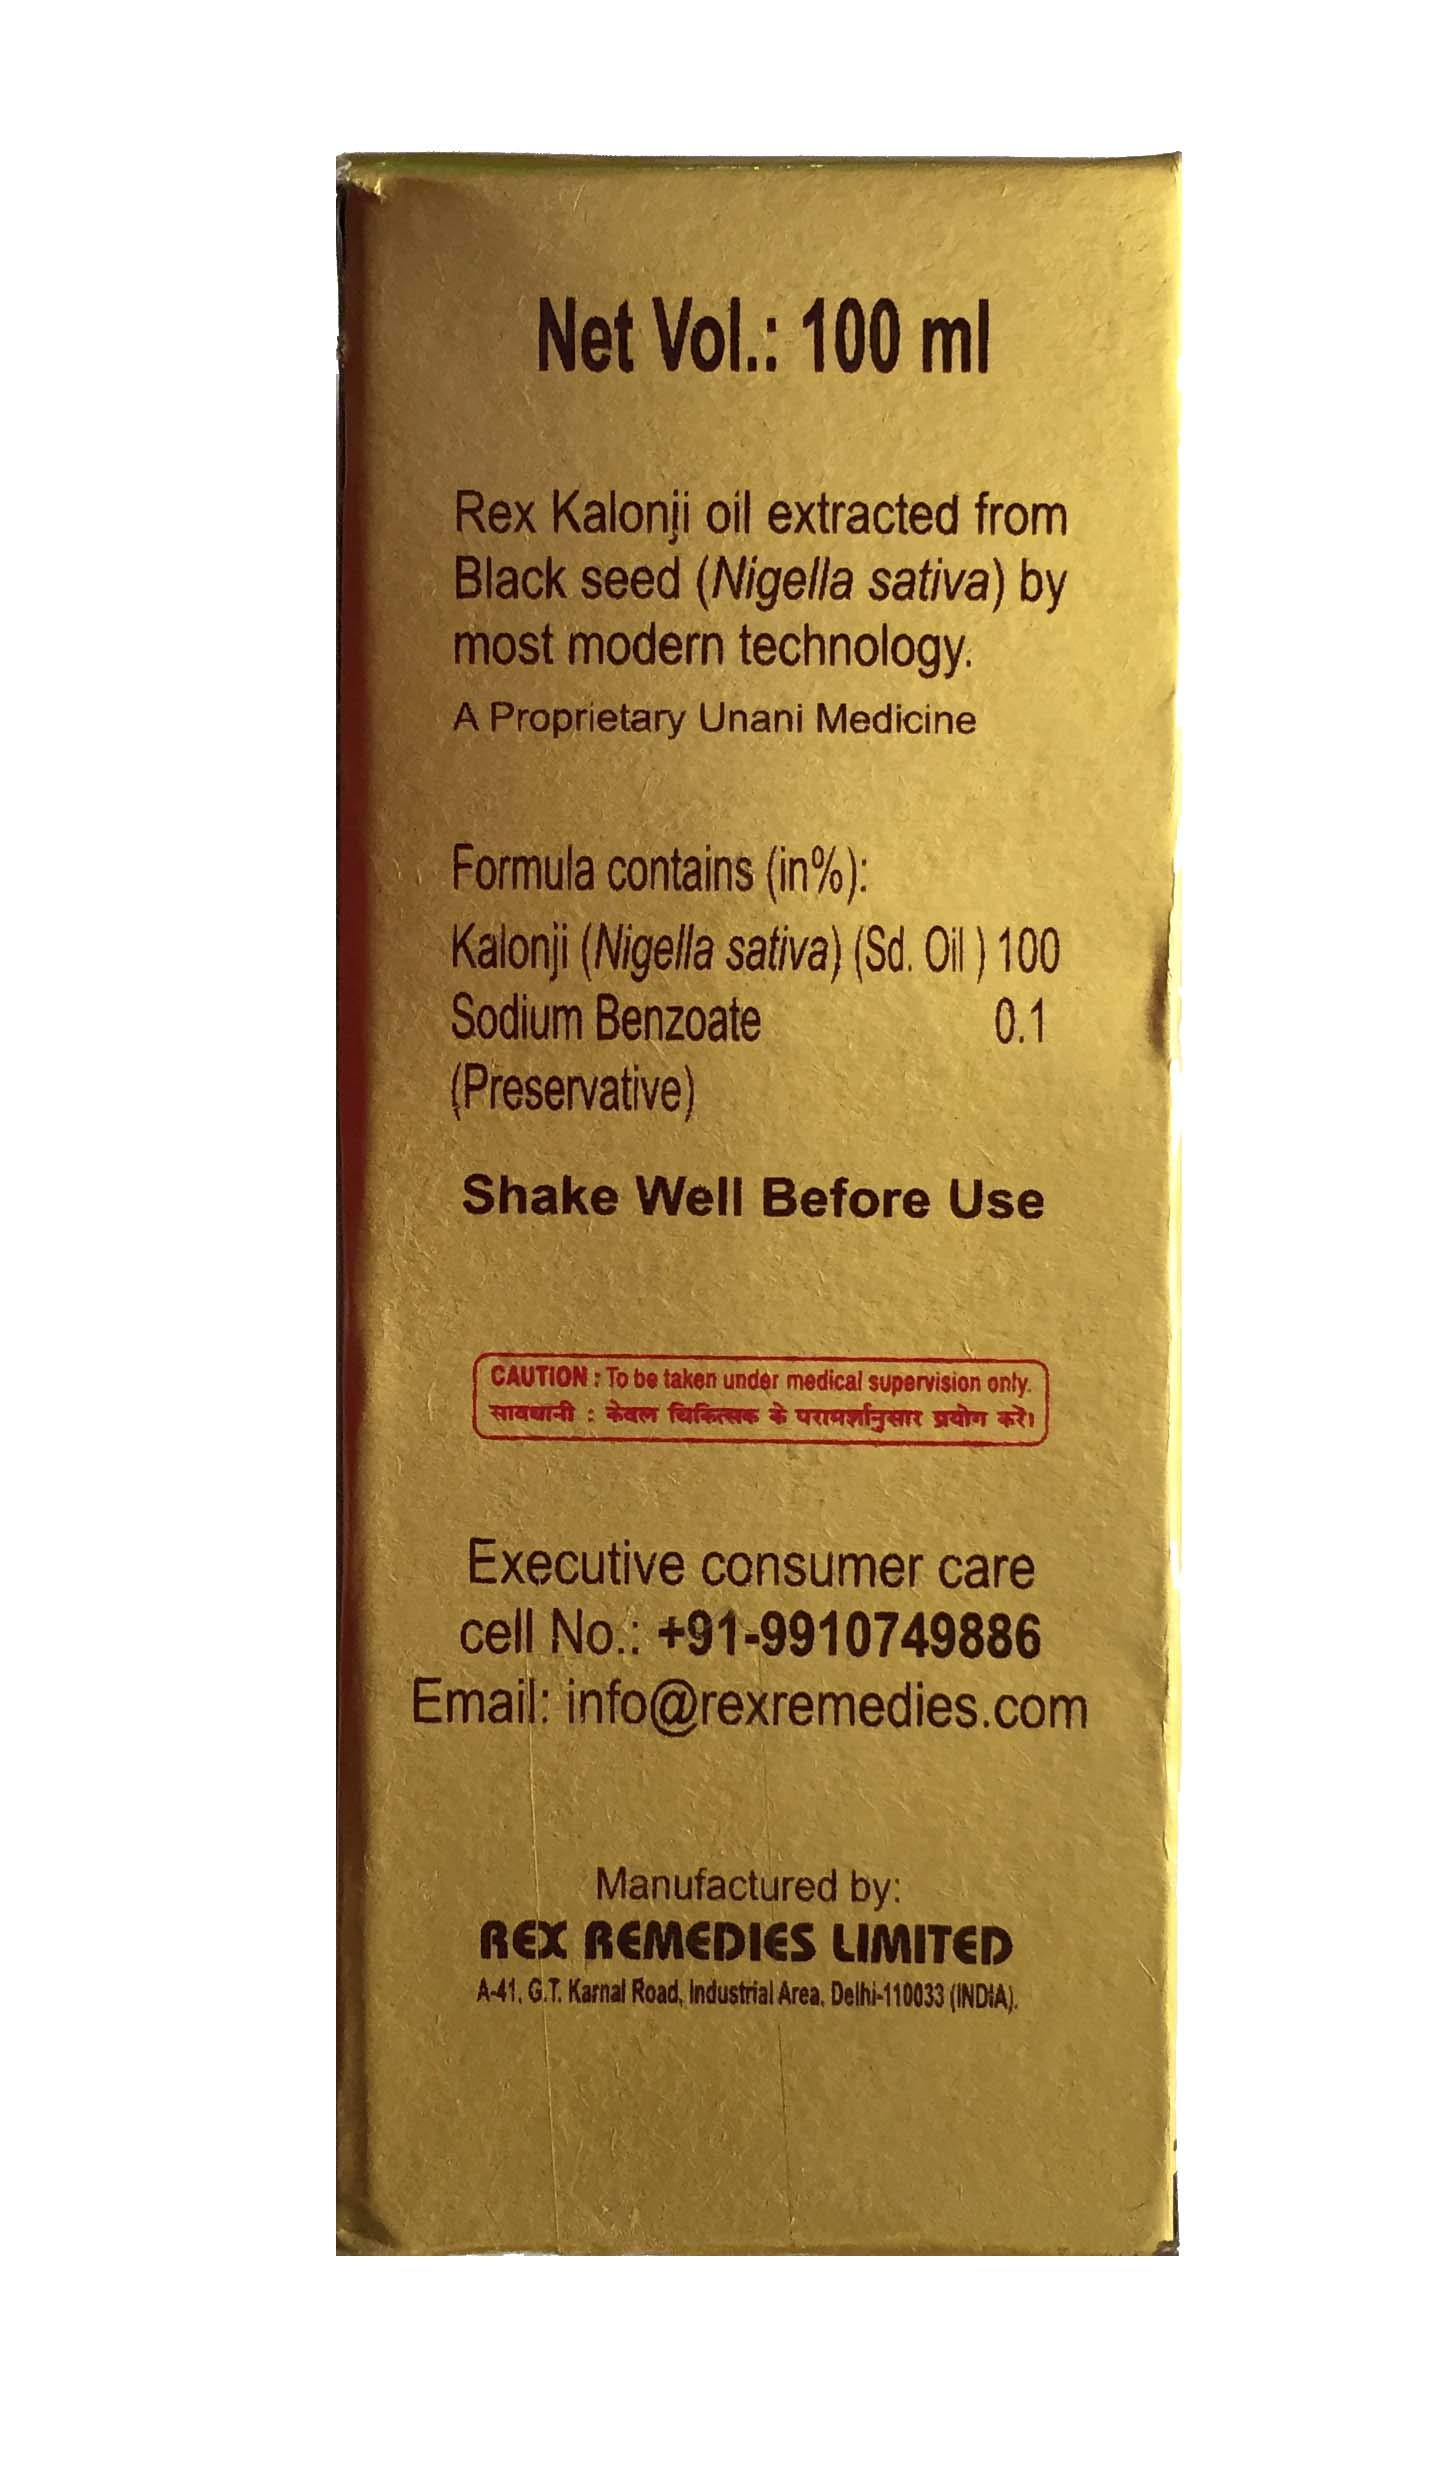 Net Vol.: 100 ml
Rex Kalonji oil extracted from
Black seed (Nigella sativa) by
most modern technology.
A Proprietary Unani Medicine
Formula contains (in%):
Kalonji (Nigella sativa) (Sd. Oil ) 100
Sodium Benzoate 0.1
(Preservative)
Shake Well Before Use
CAUTION : To be taken under medical supervision only.
सावधानी : केवल चिकित्सक के परामर्शानुसार प्रयोग करें।
Executive consumer care
cell No.: +91-9910749886
Email: info@rexremedies.com
Manufactured by:
REX REMEDIES LIMITED
A-41, G.T. Karnal Road, Industrial Area, Delhi-110033 (INDIA).